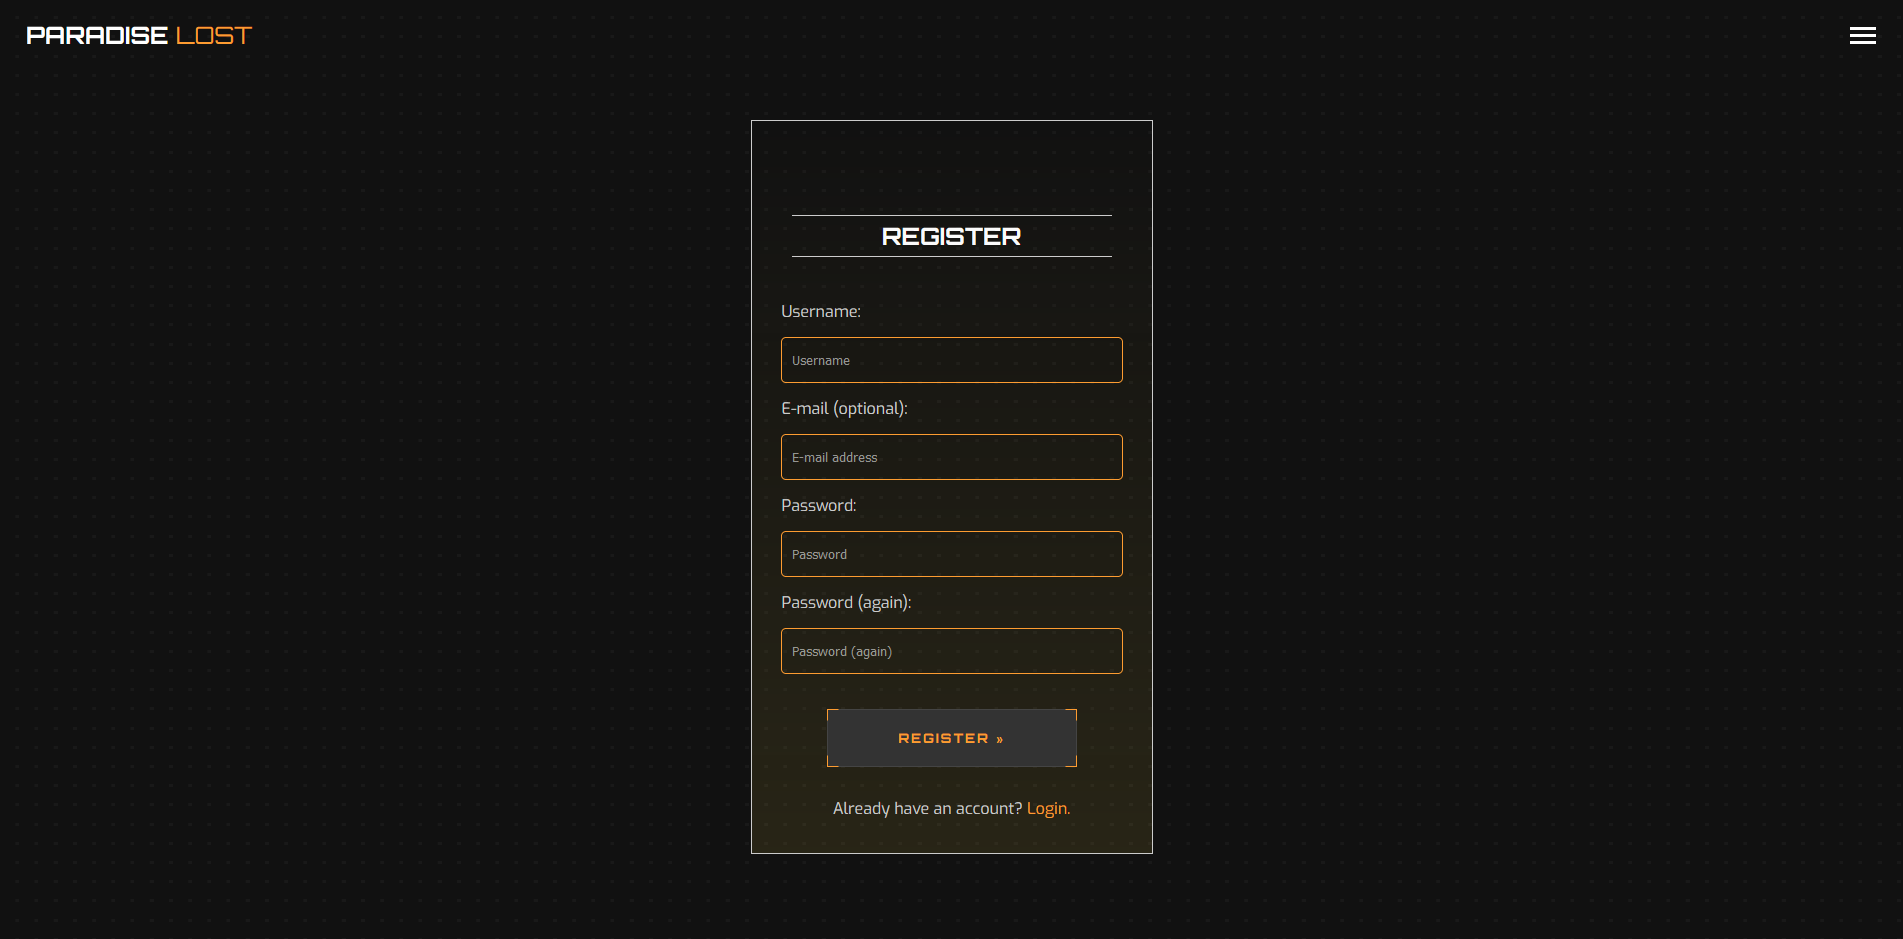 PARADISE LOST
REGISTER
Username:
Username
E-mail (optional):
E-mail address
Password:
Password
Password (again):
Password (again)
REGISTER »
Already have an account? Login.